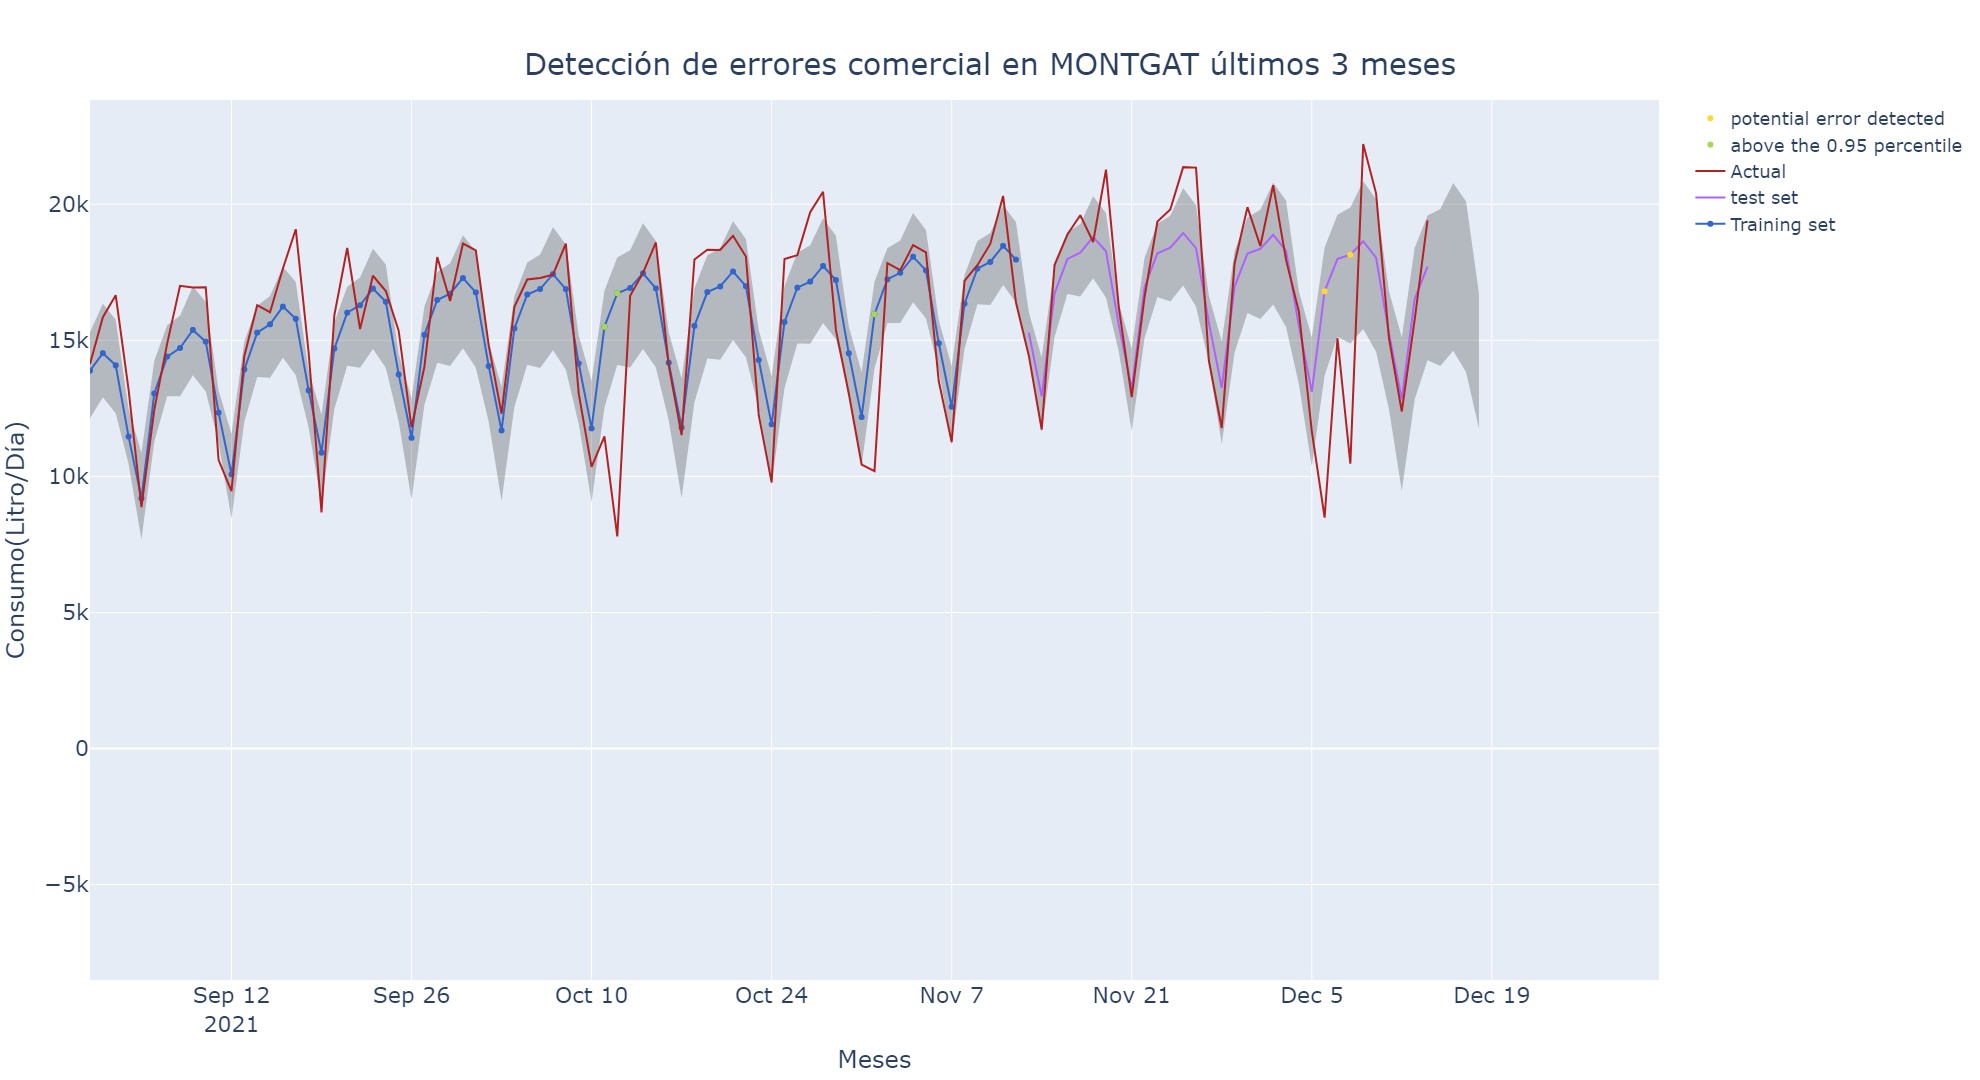 Detección de errores comercial en MONTGAT últimos 3 meses
potential error detected
above the 0.95 percentile
Actual
test set
Training set
Consumo(Litro/Día)
20k
15k
10k
5k
0
−5k
Sep 12
2021
Sep 26
Oct 10
Oct 24
Nov 7
Nov 21
Dec 5
Dec 19
Meses